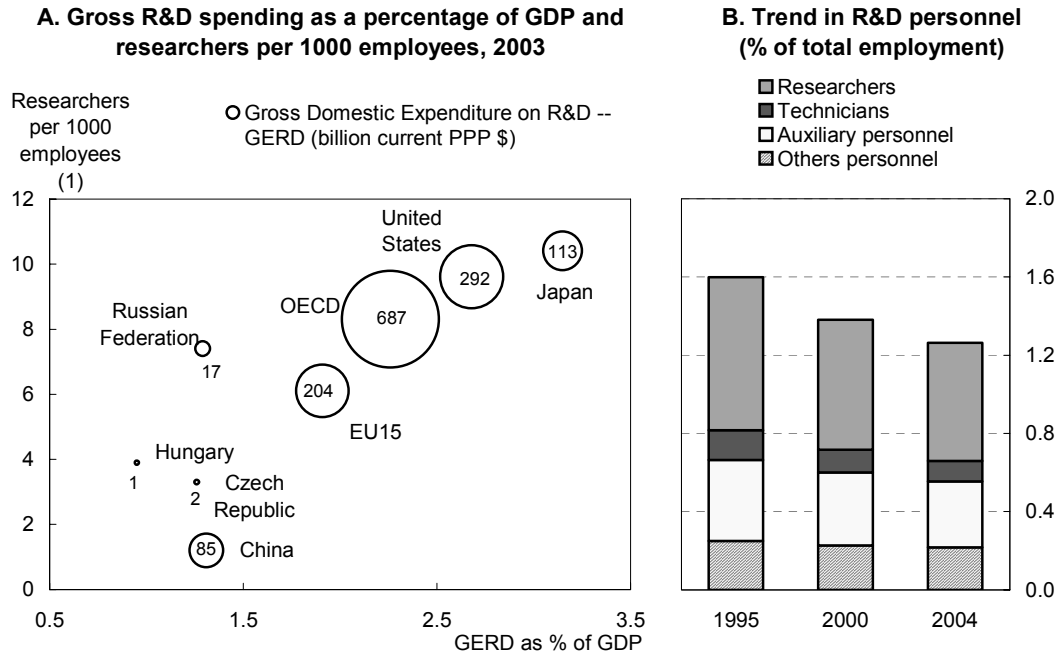 A. Gross R&D spending as a percentage of GDP and
researchers per 1000 employees, 2003
Researchers
per 1000
employees
(1)
Gross Domestic Expenditure on R&D --
GERD (billion current PPP $)
12
10
8
6
4
2
0
United
States
292
113
Japan
OECD
687
Russian
Federation
17
204
EU15
Hungary
1
Czech
Republic
2
85
China
0.5
1.5
2.5
3.5
GERD as % of GDP
B. Trend in R&D personnel
(% of total employment)
Researchers
Technicians
Auxiliary personnel
Others personnel
2.0
1.6
1.2
0.8
0.4
0.0
1995
2000
2004